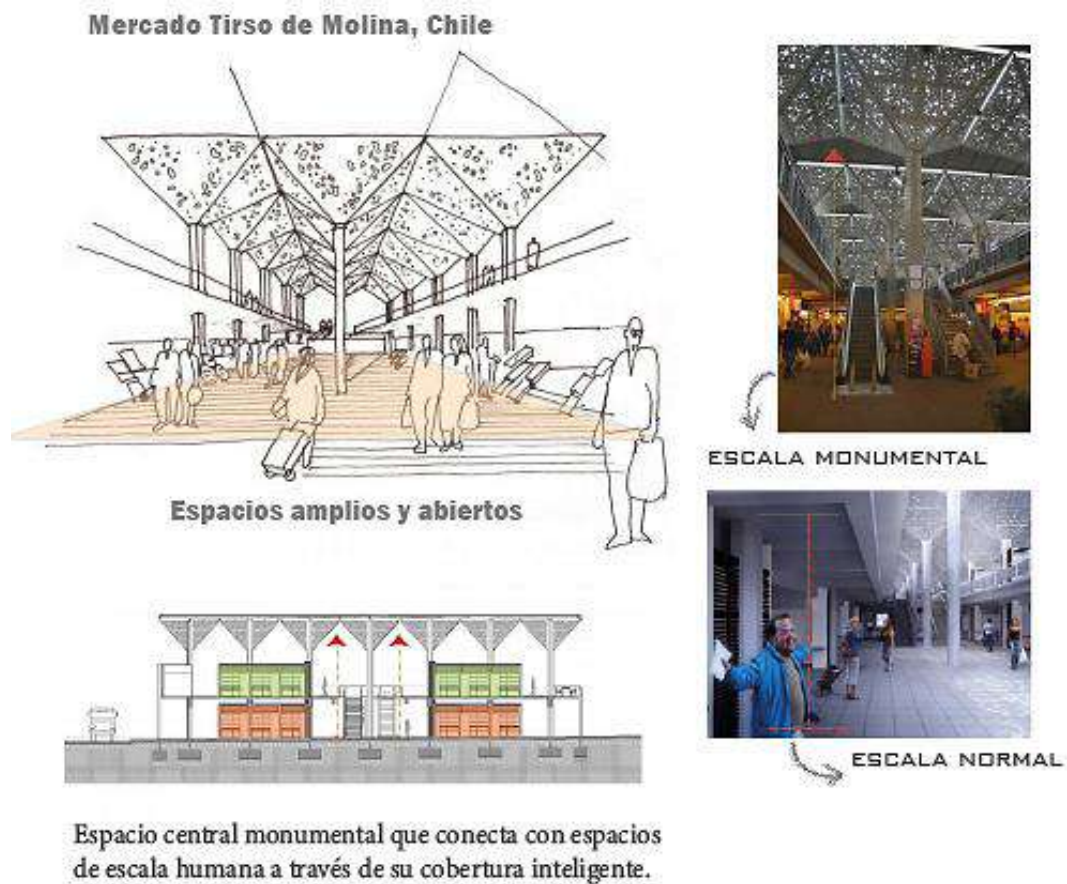 Mercado Tirso de Molina, Chile
ESCALA MONUMENTAL
Espacios amplios y abiertos
ESCALA NORMAL
Espacio central monumental que conecta con espacios
de escala humana a través de su cobertura inteligente.